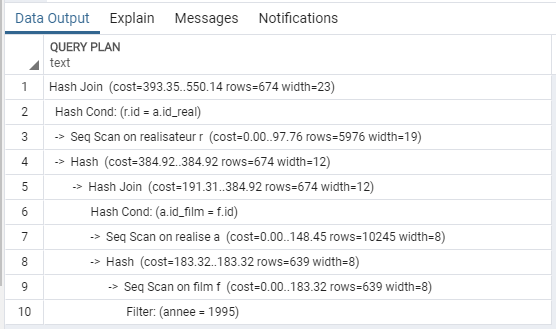 Data Output Explain Messages Notifications
QUERY PLAN
text
1 Hash Join (cost=393.35..550.14 rows=674 width=23)
2 Hash Cond: (r.id = a.id_real)
3 -> Seq Scan on realisateur r (cost=0.00..97.76 rows=5976 width=19)
4 -> Hash (cost=384.92..384.92 rows=674 width=12)
5 -> Hash Join (cost=191.31..384.92 rows=674 width=12)
6 Hash Cond: (a.id_film = f.id)
7 -> Seq Scan on realise a (cost=0.00..148.45 rows=10245 width=8)
8 -> Hash (cost=183.32..183.32 rows=639 width=8)
9 -> Seq Scan on film f (cost=0.00..183.32 rows=639 width=8)
10 Filter: (annee = 1995)